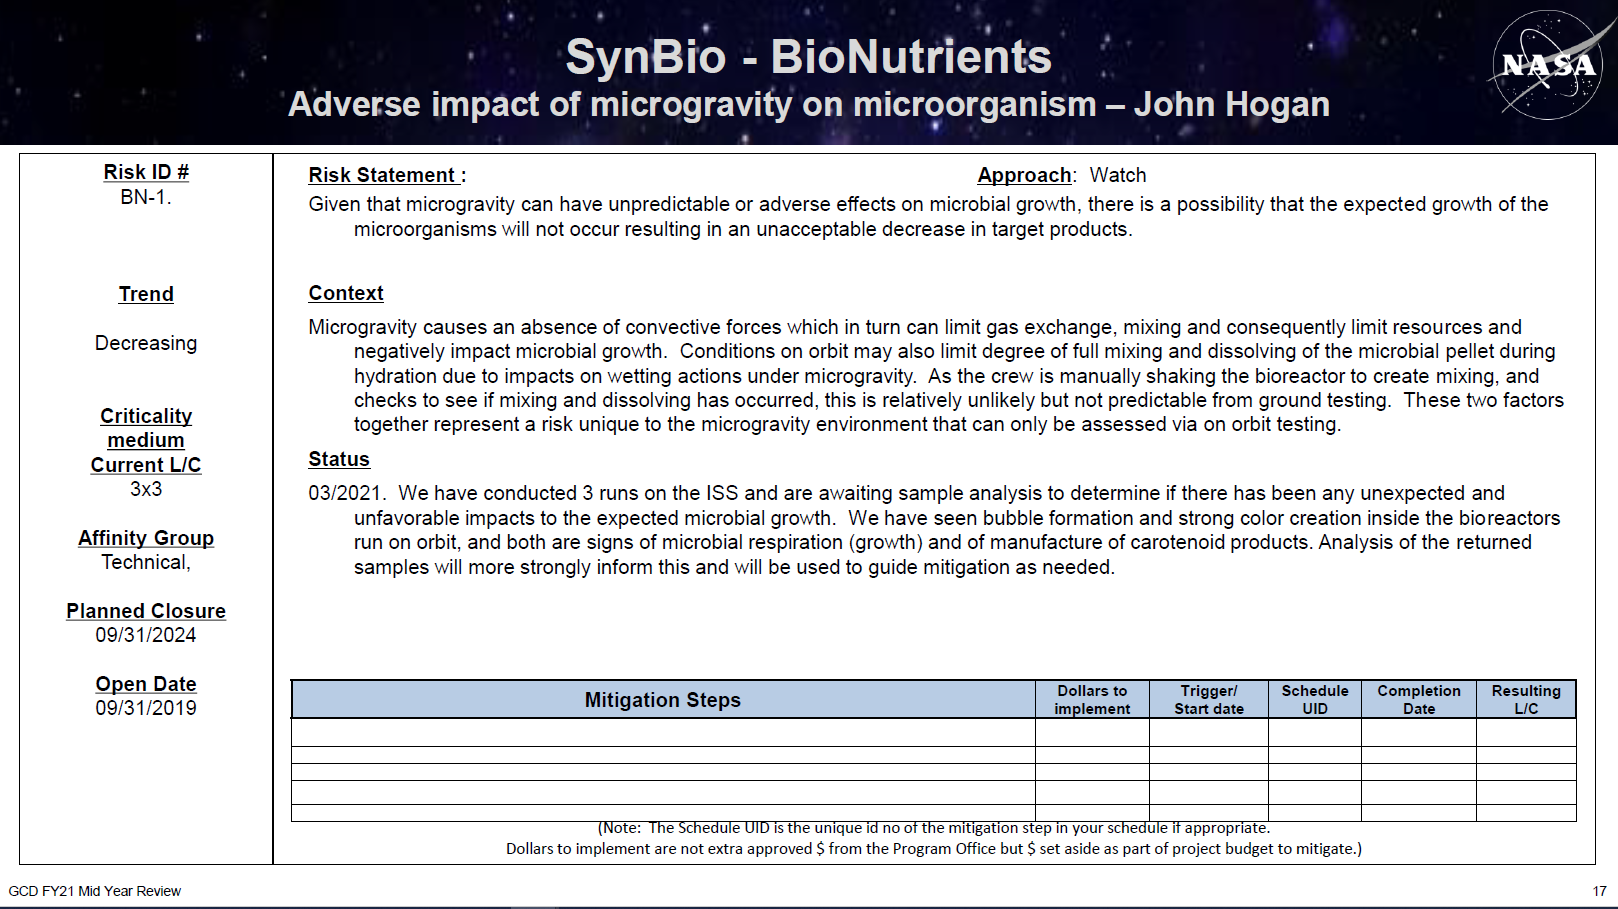 SynBio - BioNutrients
Adverse impact of microgravity on microorganism – John Hogan
NASA
Risk ID #
BN-1.
Trend
Decreasing
Criticality
medium
Current L/C
3x3
Affinity Group
Technical,
Planned Closure
09/31/2024
Open Date
09/31/2019
Risk Statement :
Approach: Watch
Given that microgravity can have unpredictable or adverse effects on microbial growth, there is a possibility that the expected growth of the
microorganisms will not occur resulting in an unacceptable decrease in target products.
Context
Microgravity causes an absence of convective forces which in turn can limit gas exchange, mixing and consequently limit resources and
negatively impact microbial growth. Conditions on orbit may also limit degree of full mixing and dissolving of the microbial pellet during
hydration due to impacts on wetting actions under microgravity. As the crew is manually shaking the bioreactor to create mixing, and
checks to see if mixing and dissolving has occurred, this is relatively unlikely but not predictable from ground testing. These two factors
together represent a risk unique to the microgravity environment that can only be assessed via on orbit testing.
Status
03/2021. We have conducted 3 runs on the ISS and are awaiting sample analysis to determine if there has been any unexpected and
unfavorable impacts to the expected microbial growth. We have seen bubble formation and strong color creation inside the bioreactors
run on orbit, and both are signs of microbial respiration (growth) and of manufacture of carotenoid products. Analysis of the returned
samples will more strongly inform this and will be used to guide mitigation as needed.
Mitigation Steps
Dollars to
implement
Trigger/
Start date
Schedule
UID
Completion
Date
Resulting
L/C
(Note: The Schedule UID is the unique id no of the mitigation step in your schedule if appropriate.
Dollars to implement are not extra approved $ from the Program Office but $ set aside as part of project budget to mitigate.)
GCD FY21 Mid Year Review
17